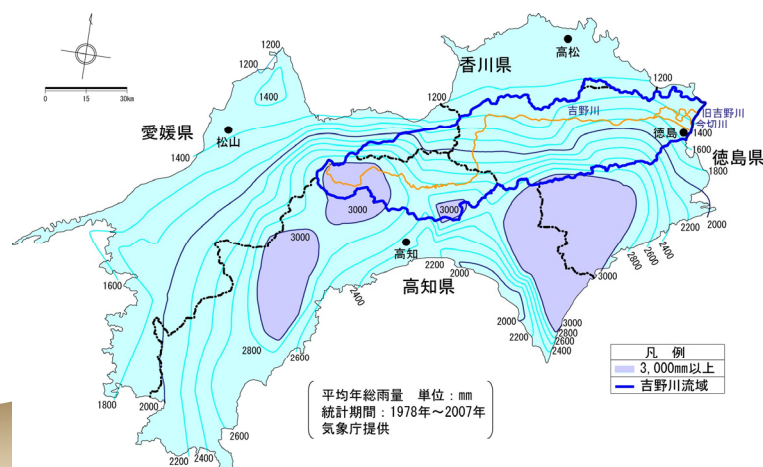 1200
1200
1400
0 15 30km
愛媛県
松山
1400
香川県
高松
1200
1200
吉野川
旧吉野川
今切川
徳島
1400
1600
1800
徳島県
2000
2200
2400
2600
2800
3000
3000
3000
3000
高知
高知県
2200
2000
2400
2600
2800
2000
2200
3000
2800
2600
2400
1600
1800
2000
2200 2400
2600
平均年総雨量 単位:mm
統計期間:1978年~2007年
気象庁提供
凡 例
3,000mm以上
吉野川流域